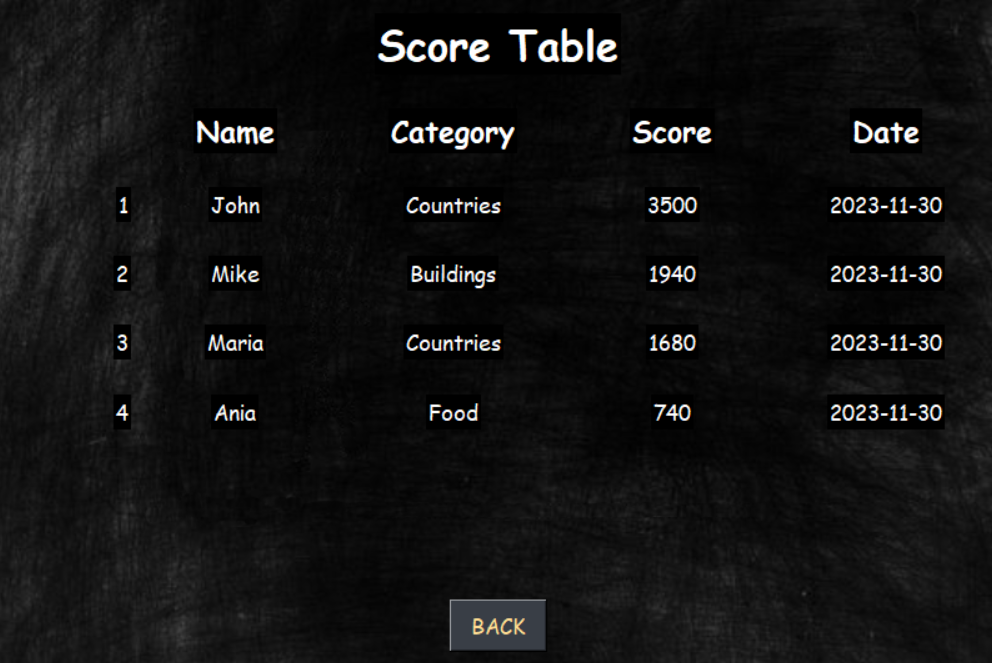 Score Table
Name Category Score Date
1 John Countries 3500 2023-11-30
2 Mike Buildings 1940 2023-11-30
3 Maria Countries 1680 2023-11-30
4 Ania Food 740 2023-11-30
BACK